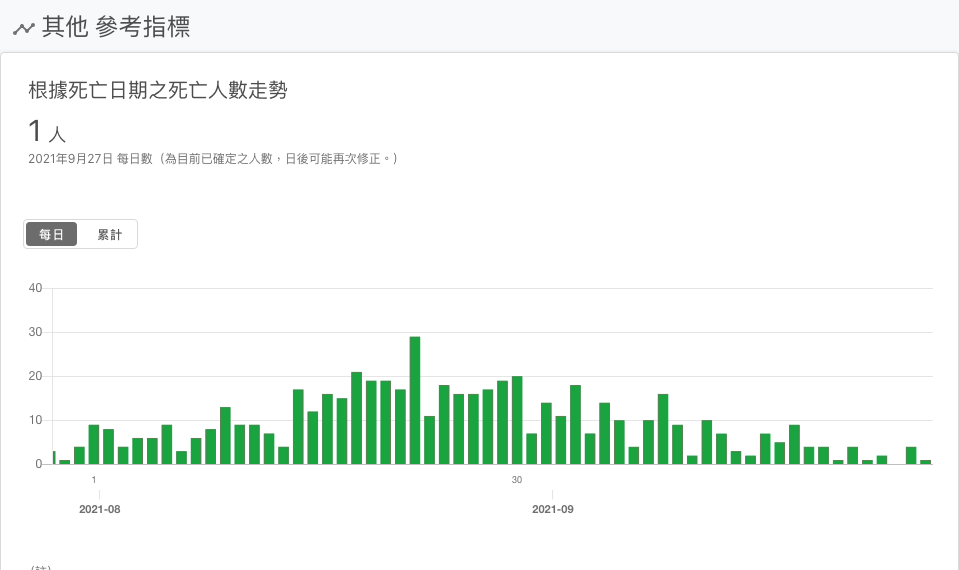 其他 參考指標
根據死亡日期之死亡人數走勢
1 人
2021年9月27日 每日數（為目前已確定之人數，日後可能再次修正。）
每日 累計
40
30
20
10
0
1 30
2021-08 2021-09